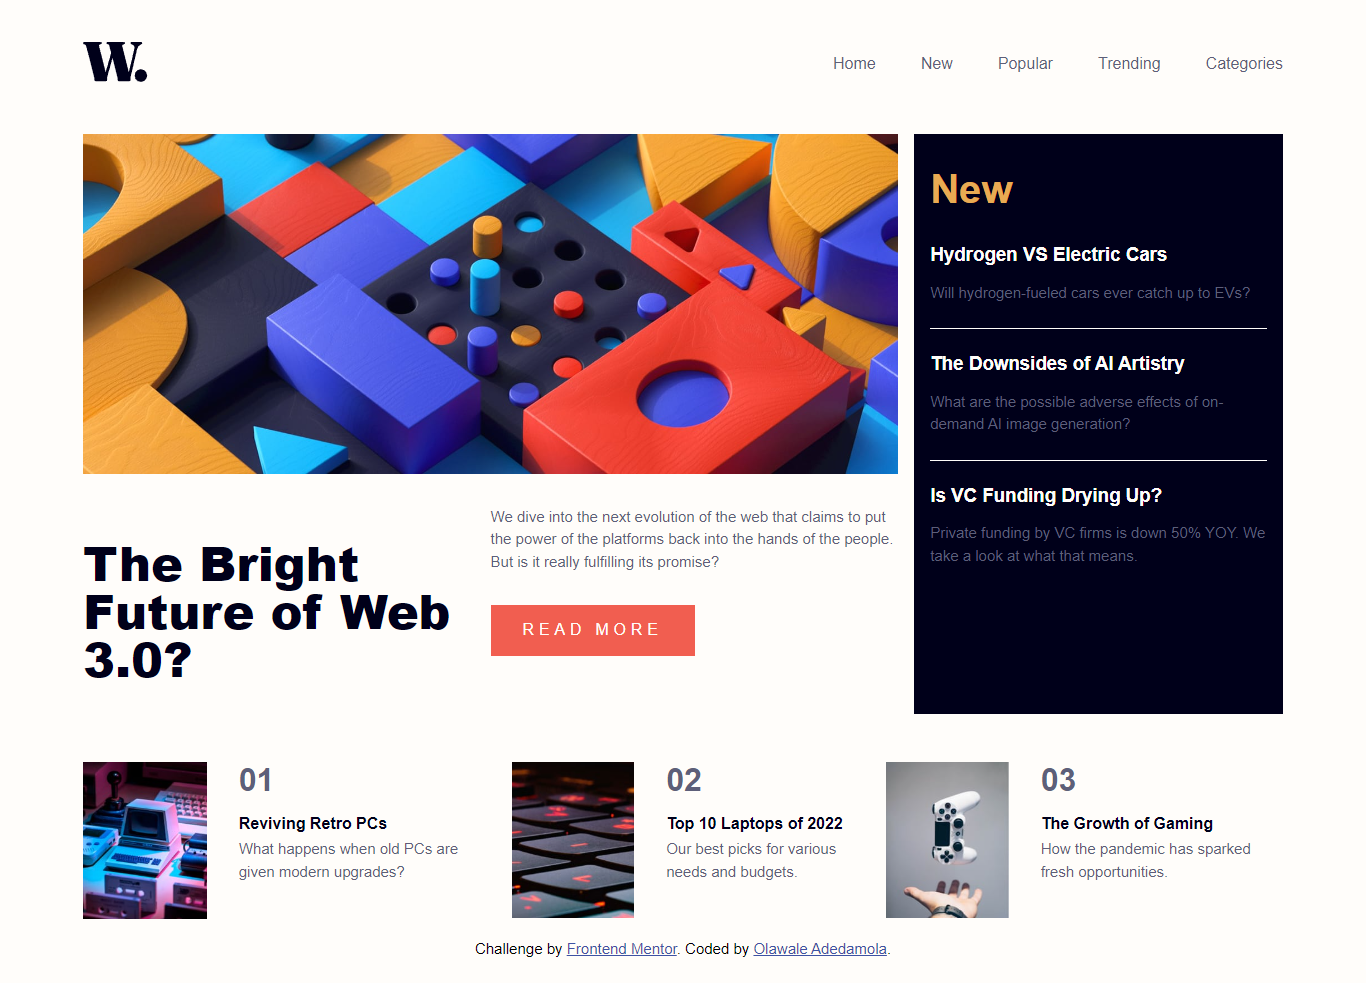 W.
Home New Popular Trending Categories
New
Hydrogen VS Electric Cars
Will hydrogen-fueled cars ever catch up to EVs?
The Downsides of AI Artistry
What are the possible adverse effects of on-
demand AI image generation?
Is VC Funding Drying Up?
Private funding by VC firms is down 50% YOY. We
take a look at what that means.
The Bright
Future of Web
3.0?
We dive into the next evolution of the web that claims to put
the power of the platforms back into the hands of the people.
But is it really fulfilling its promise?
READ MORE
01
Reviving Retro PCs
What happens when old PCs are
given modern upgrades?
02
Top 10 Laptops of 2022
Our best picks for various
needs and budgets.
03
The Growth of Gaming
How the pandemic has sparked
fresh opportunities.
Challenge by Frontend Mentor. Coded by Olawale Adedamola.